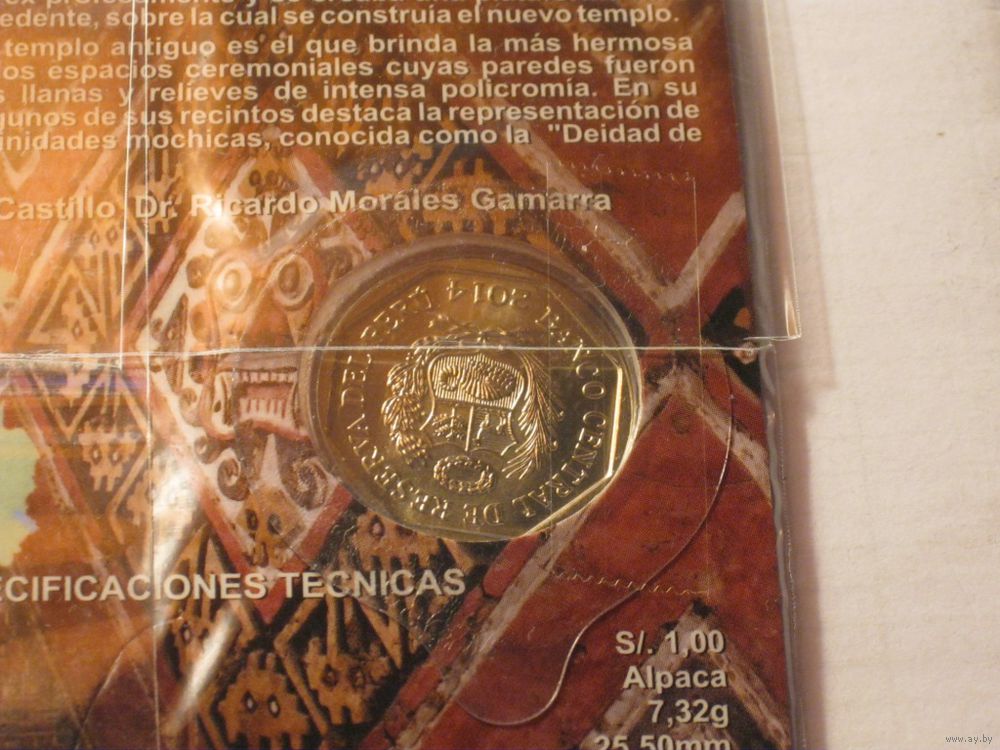 edente, sobre la cual se construía el nuevo templo.
templo antiguo es el que brinda la más hermosa
los espacios ceremoniales cuyas paredes fueron
s llanas y relieves de intensa policromía. En su
gunos de sus recintos destaca la representación de
inidades mochicas, conocida como la "Deidad de
Castillo, Dr. Ricardo Morales Gamarra
BANCO CENTRAL DE RESERVA DEL PERÚ 2014
ECIFICACIONES TECNICAS
S/. 1,00
Alpaca
7,32g
25,50mm
www.ay.by